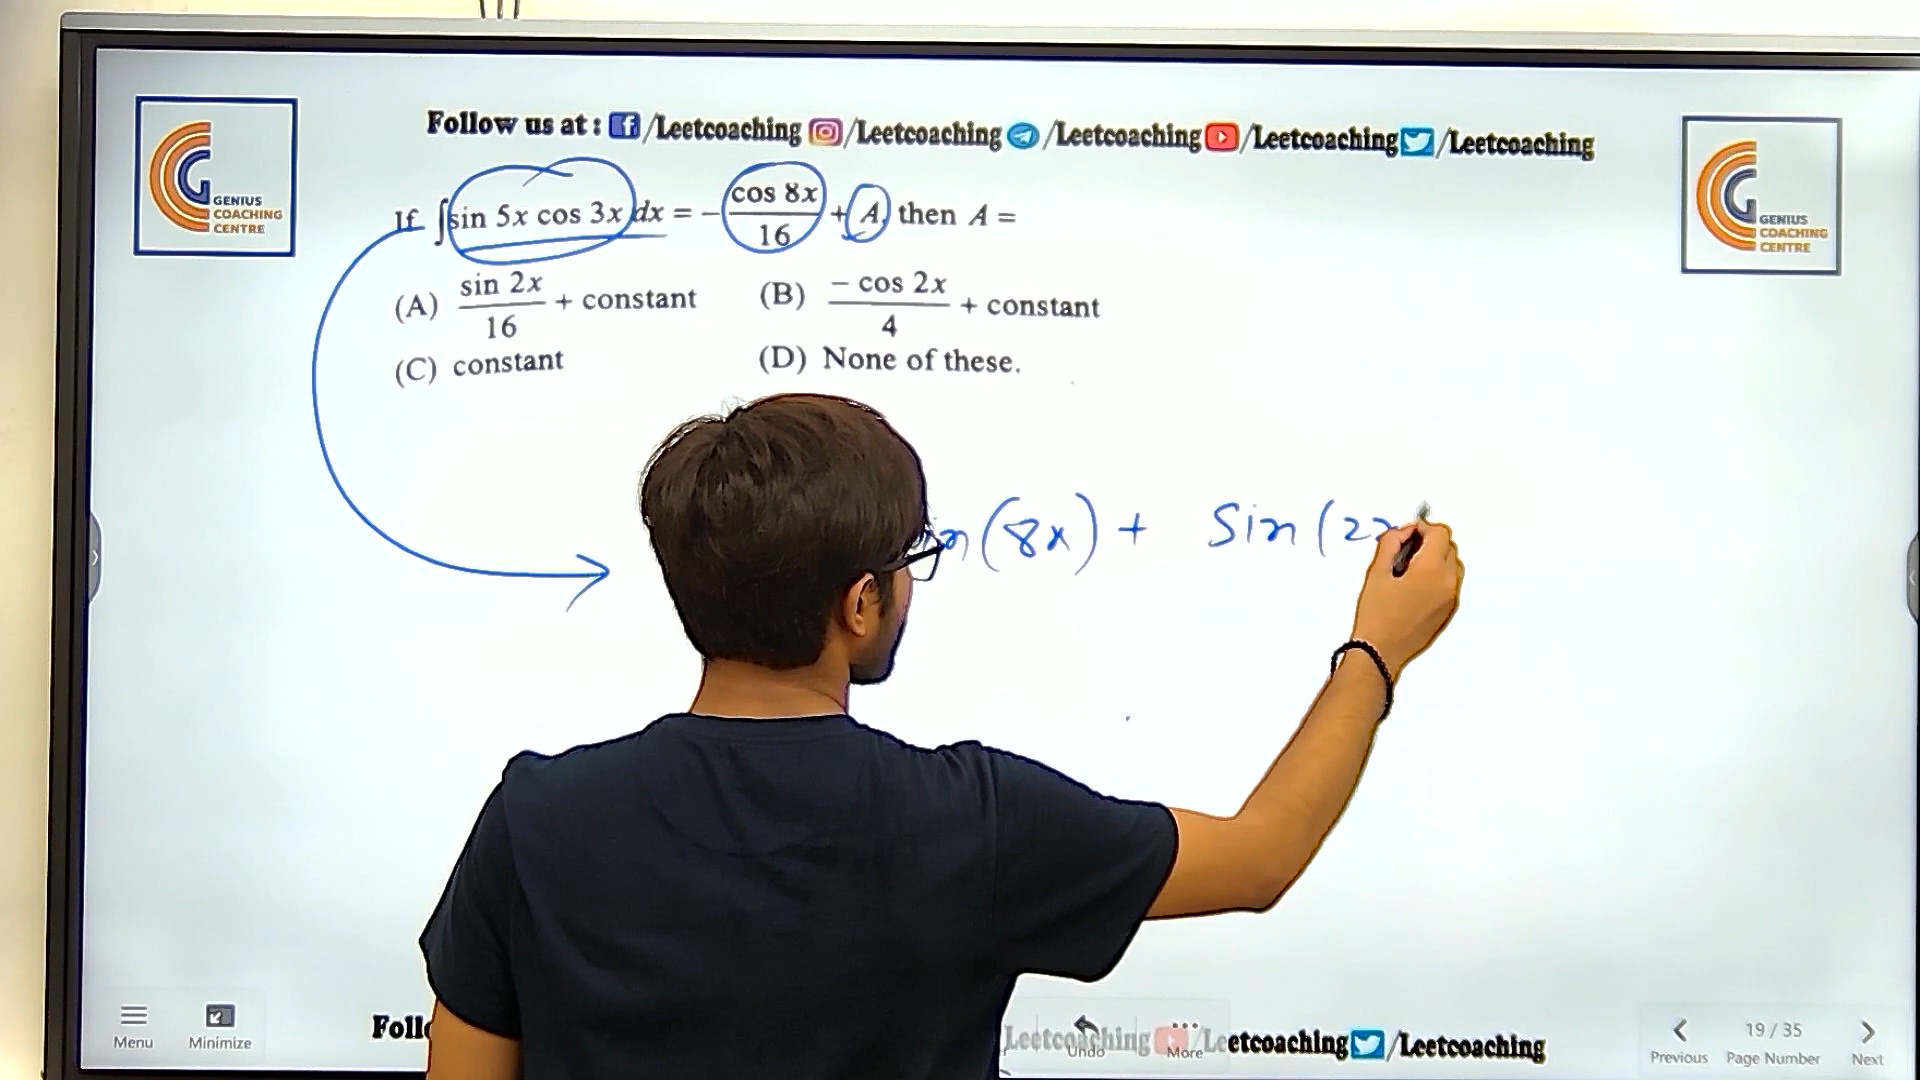 Follow us at : /Leetcoaching /Leetcoaching /Leetcoaching /Leetcoaching /Leetcoaching
GENIUS
COACHING
CENTRE
GENIUS
COACHING
CENTRE
If ∫sin 5x cos 3x dx = − cos 8x / 16 + A, then A =
(A) sin 2x / 16 + constant (B) − cos 2x / 4 + constant
(C) constant (D) None of these.
(8x) + Sin (2x
Menu
Minimize
Leetcoaching /Leetcoaching /Leetcoaching
Undo
More
19 / 35
Previous Page Number Next